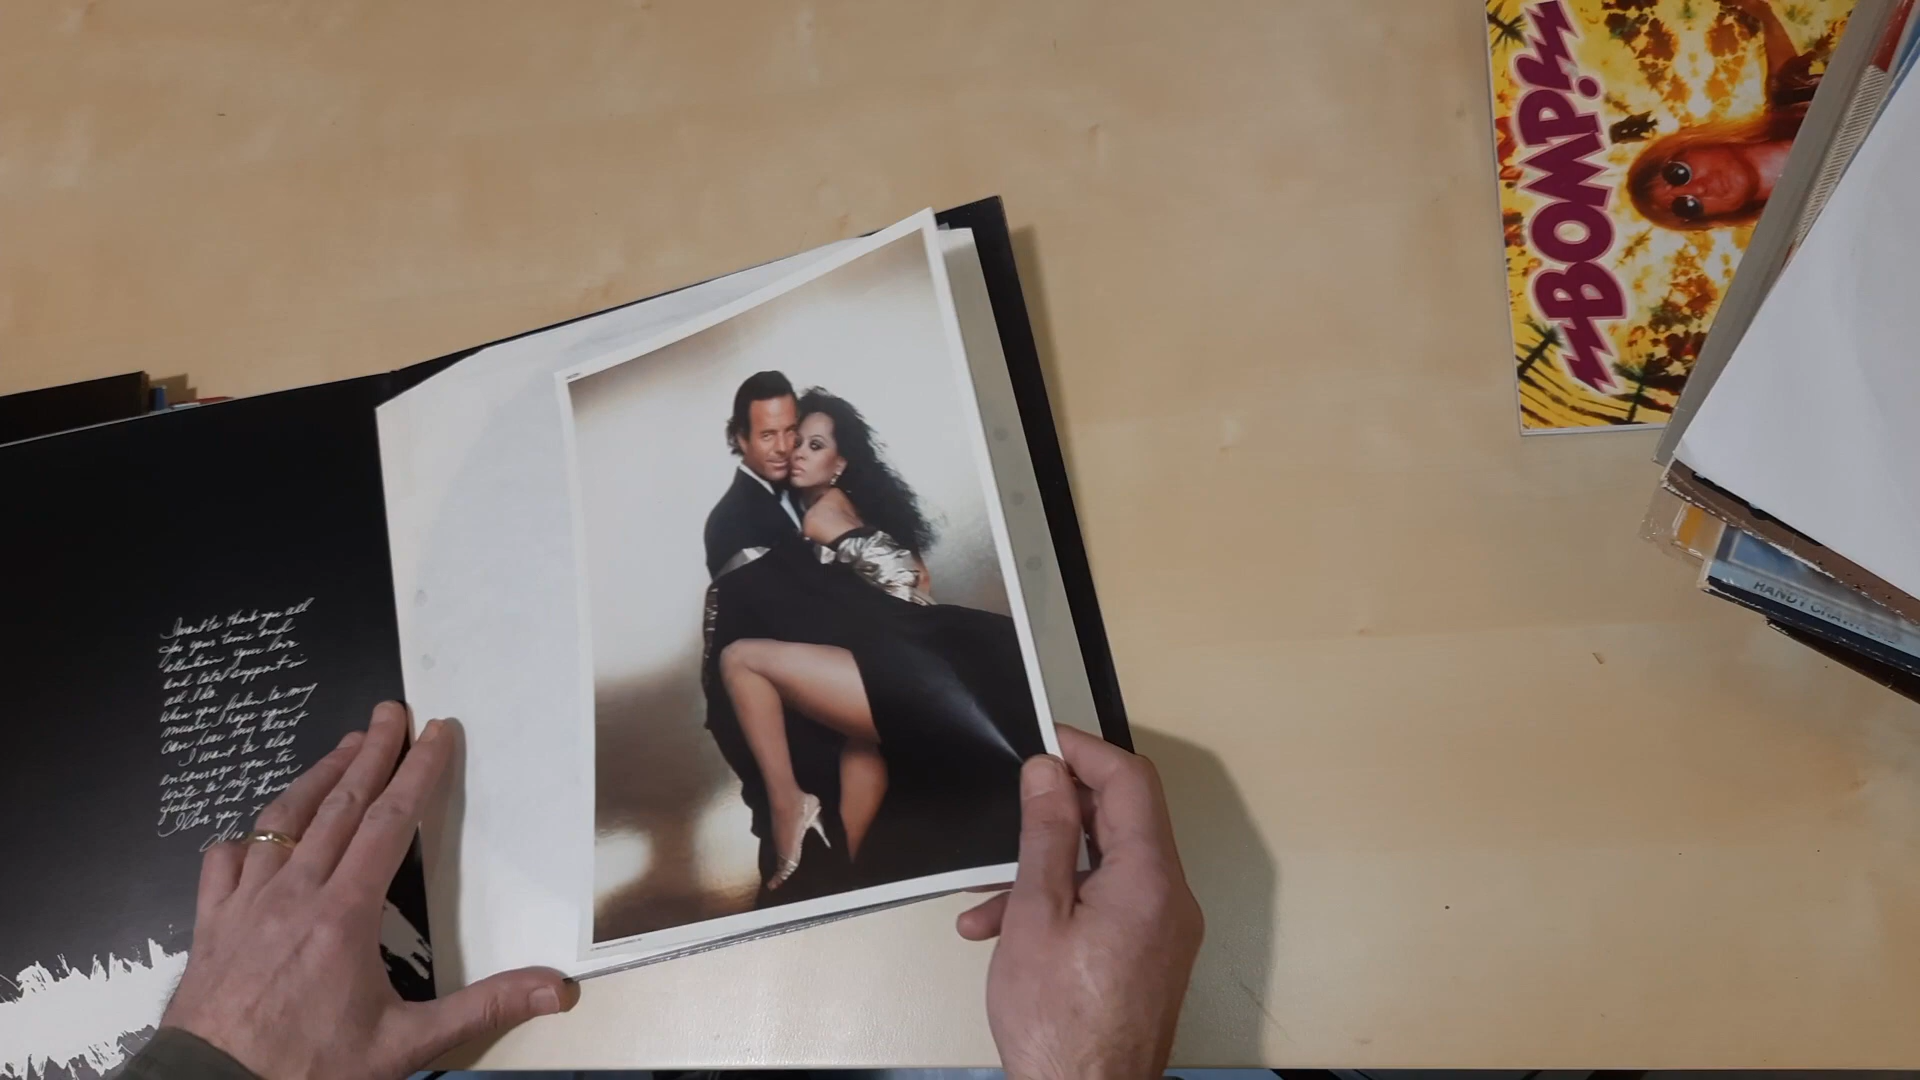 I want to thank you all
for your time and
attention, your love
and total support in
all I do.
When you listen to my
music I hope you
can hear my heart
I want to also
encourage you to
write to me your
feelings and
I love you
BOMP!